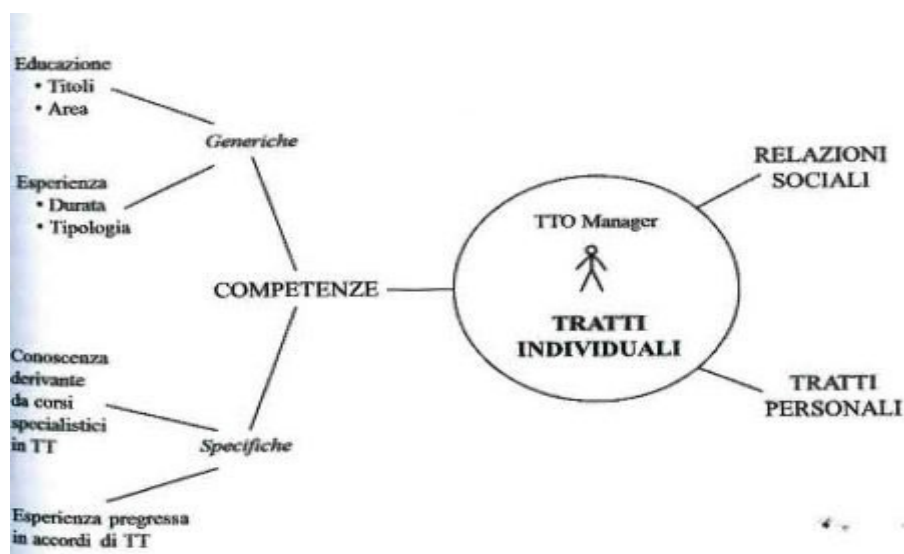 Educazione
• Titoli
• Area
Generiche
Esperienza
• Durata
• Tipologia
COMPETENZE
Conoscenza
derivante
da corsi
specialistici
in TT
Specifiche
Esperienza pregressa
in accordi di TT
TTO Manager
TRATTI
INDIVIDUALI
RELAZIONI
SOCIALI
TRATTI
PERSONALI